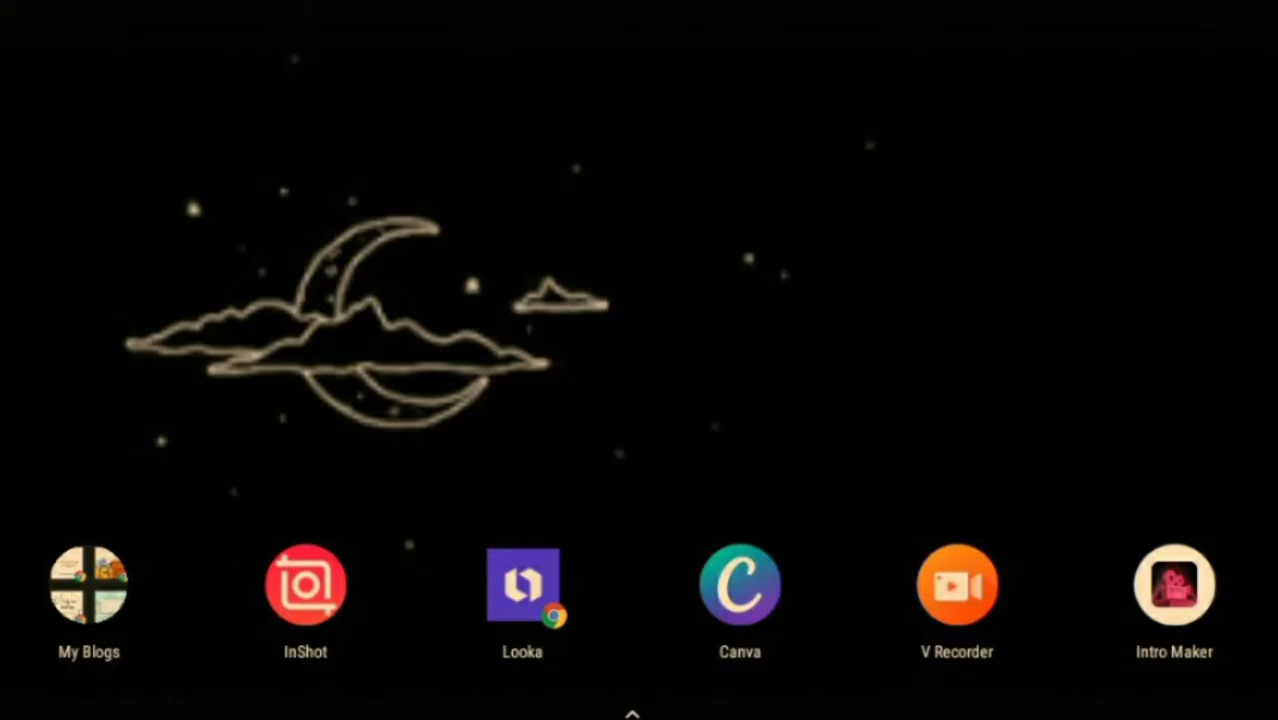 My Blogs
InShot
Looka
Canva
V Recorder
Intro Maker